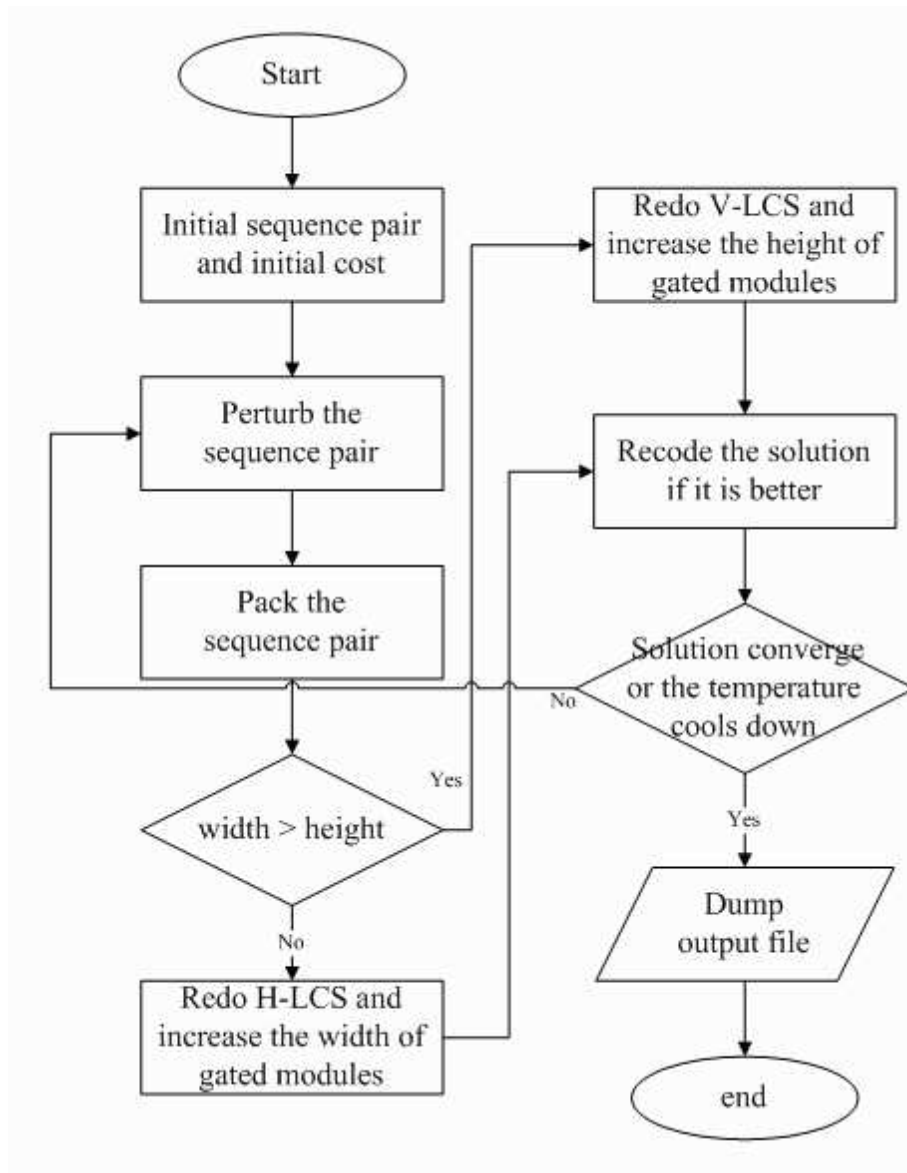 Start
Initial sequence pair
and initial cost
Perturb the
sequence pair
Pack the
sequence pair
width > height
Yes
No
Redo H-LCS and
increase the width of
gated modules
Redo V-LCS and
increase the height of
gated modules
Recode the solution
if it is better
Solution converge
or the temperature
cools down
No
Yes
Dump
output file
end